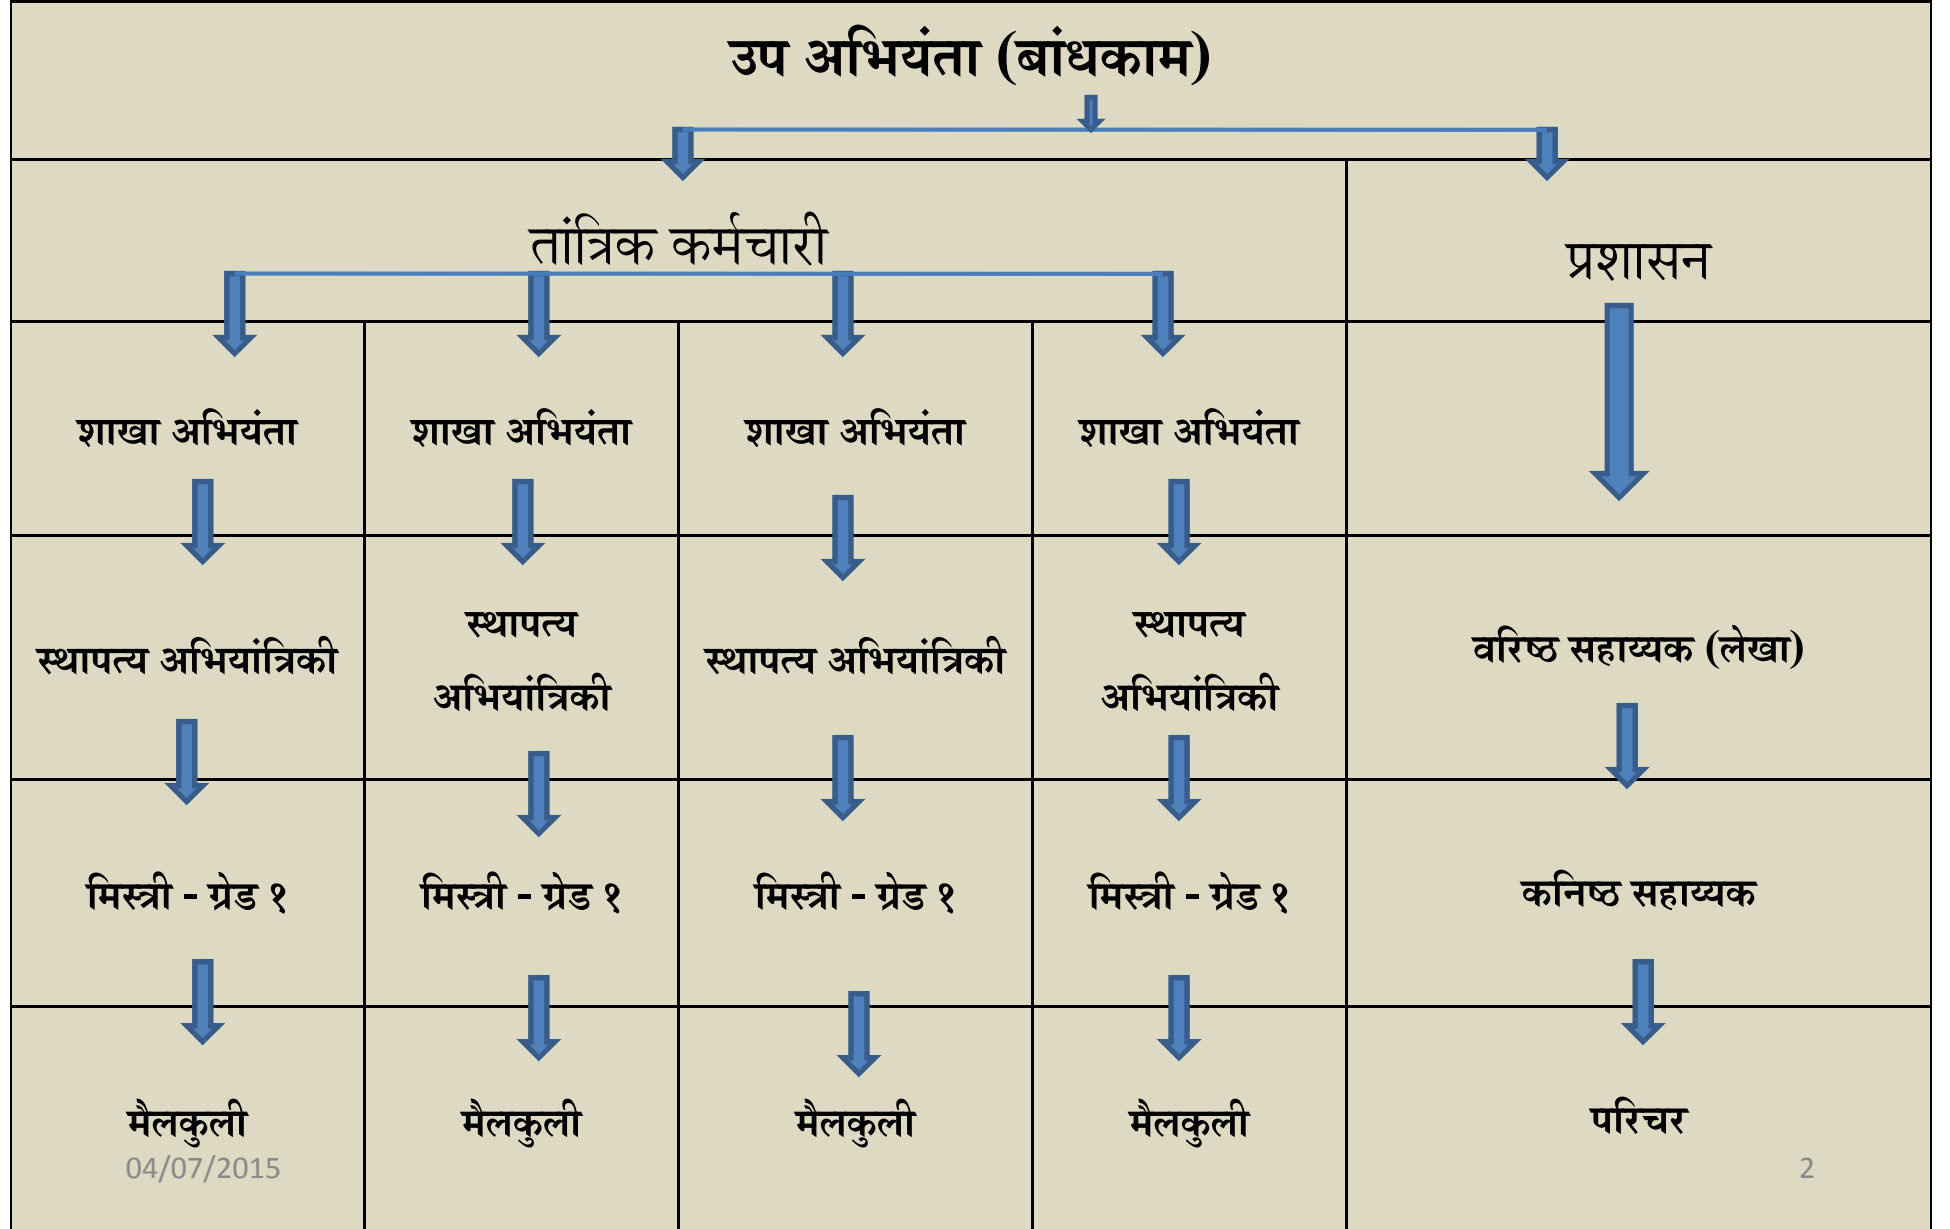 उप अभियंता (बांधकाम)
तांत्रिक कर्मचारी
प्रशासन
शाखा अभियंता
शाखा अभियंता
शाखा अभियंता
शाखा अभियंता
स्थापत्य अभियांत्रिकी
स्थापत्य
अभियांत्रिकी
स्थापत्य अभियांत्रिकी
स्थापत्य
अभियांत्रिकी
वरिष्ठ सहाय्यक (लेखा)
मिस्त्री - ग्रेड १
मिस्त्री - ग्रेड १
मिस्त्री - ग्रेड १
मिस्त्री - ग्रेड १
कनिष्ठ सहाय्यक
मैलकुली
मैलकुली
मैलकुली
मैलकुली
परिचर
04/07/2015
2